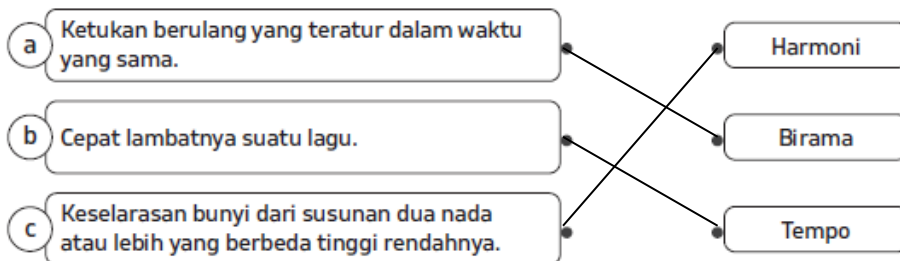 a
Ketukan berulang yang teratur dalam waktu
yang sama.
Harmoni
b
Cepat lambatnya suatu lagu.
Birama
c
Keselarasan bunyi dari susunan dua nada
atau lebih yang berbeda tinggi rendahnya.
Tempo